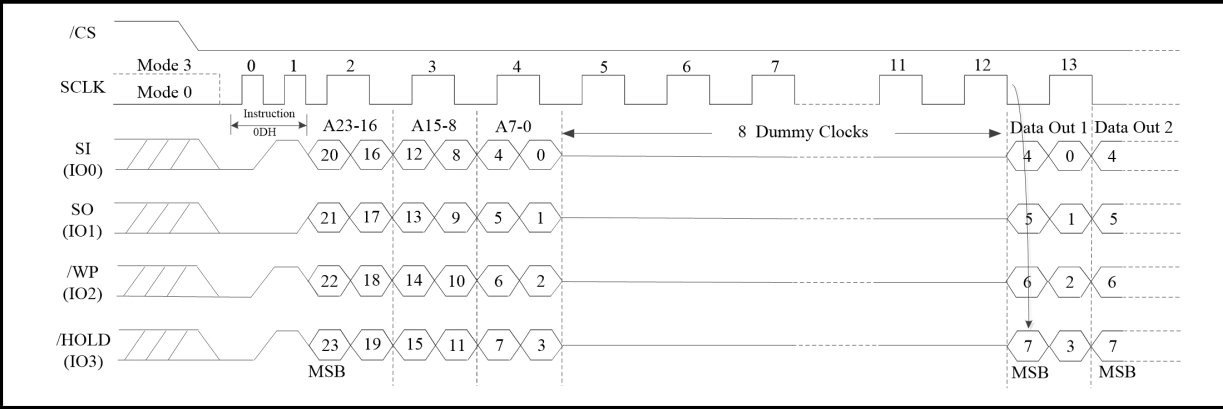 /CS
Mode 3 0 1 2 3 4 5 6 7 11 12 13
SCLK Mode 0
Instruction
0DH
A23-16 A15-8 A7-0 8 Dummy Clocks Data Out 1 Data Out 2
SI
(IO0)
20 16 12 8 4 0 4 0 4
SO
(IO1)
21 17 13 9 5 1 5 1 5
/WP
(IO2)
22 18 14 10 6 2 6 2 6
/HOLD
(IO3)
23 19 15 11 7 3 7 3 7
MSB MSB MSB